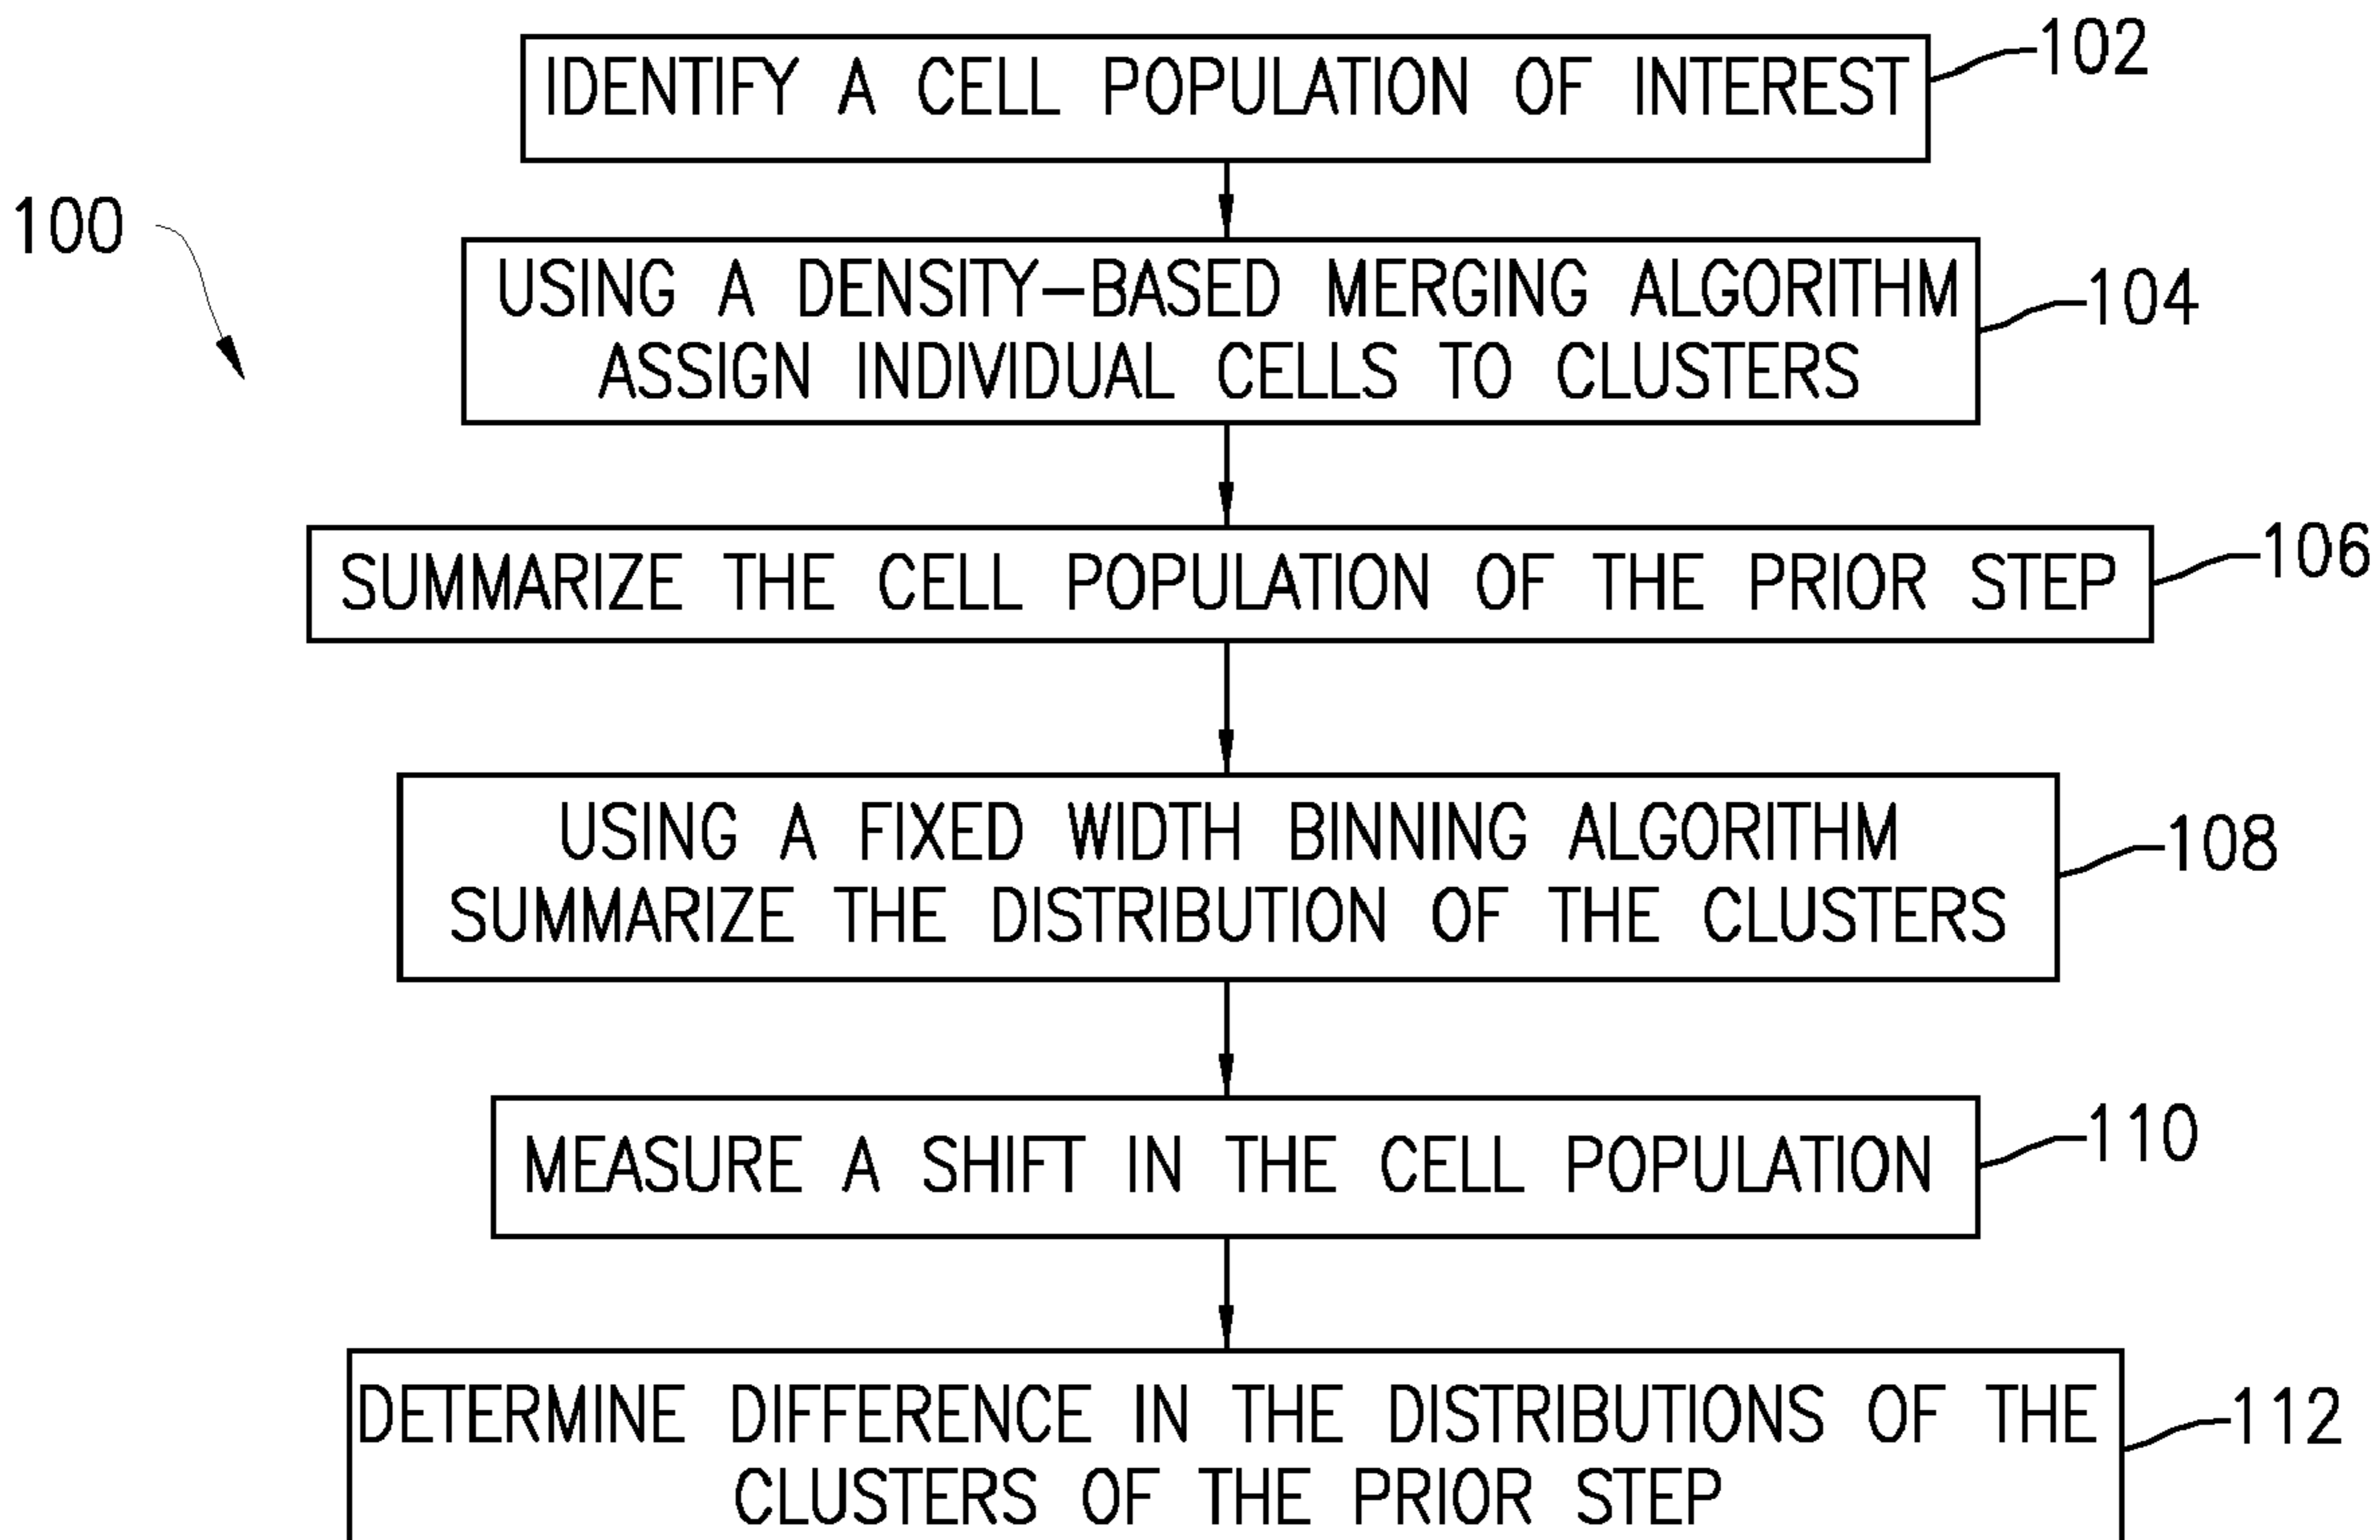 IDENTIFY A CELL POPULATION OF INTEREST
102
100
USING A DENSITY-BASED MERGING ALGORITHM
ASSIGN INDIVIDUAL CELLS TO CLUSTERS
104
SUMMARIZE THE CELL POPULATION OF THE PRIOR STEP
106
USING A FIXED WIDTH BINNING ALGORITHM
SUMMARIZE THE DISTRIBUTION OF THE CLUSTERS
108
MEASURE A SHIFT IN THE CELL POPULATION
110
DETERMINE DIFFERENCE IN THE DISTRIBUTIONS OF THE
CLUSTERS OF THE PRIOR STEP
112